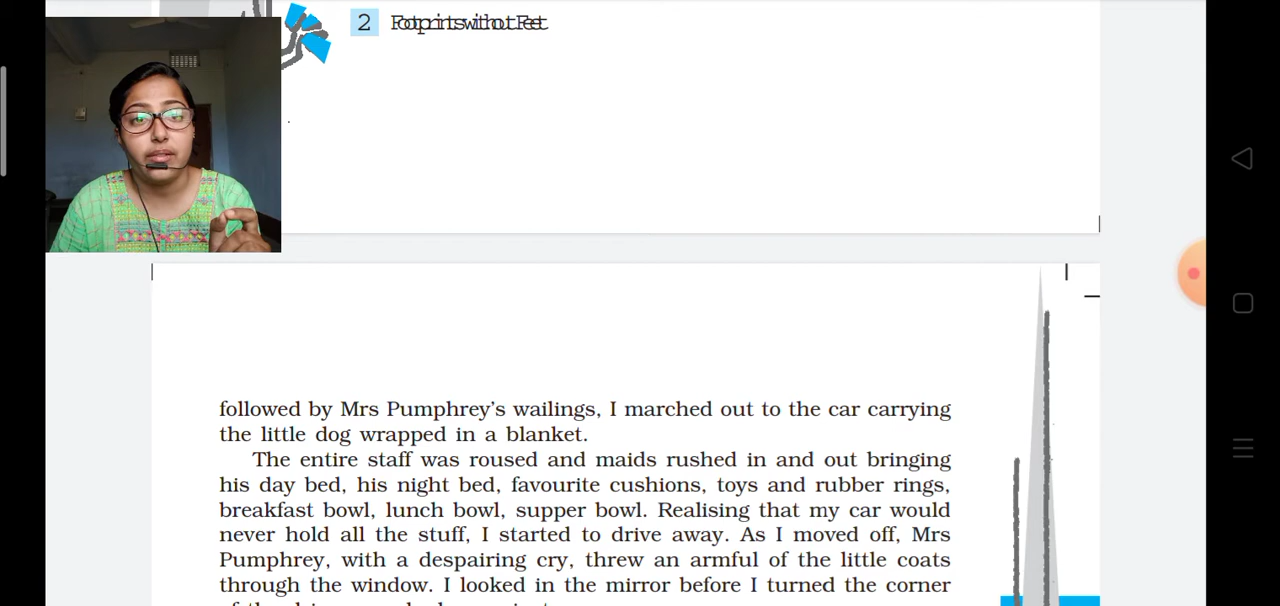 2 Footprints without Feet
followed by Mrs Pumphrey's wailings, I marched out to the car carrying
the little dog wrapped in a blanket.
The entire staff was roused and maids rushed in and out bringing
his day bed, his night bed, favourite cushions, toys and rubber rings,
breakfast bowl, lunch bowl, supper bowl. Realising that my car would
never hold all the stuff, I started to drive away. As I moved off, Mrs
Pumphrey, with a despairing cry, threw an armful of the little coats
through the window. I looked in the mirror before I turned the corner